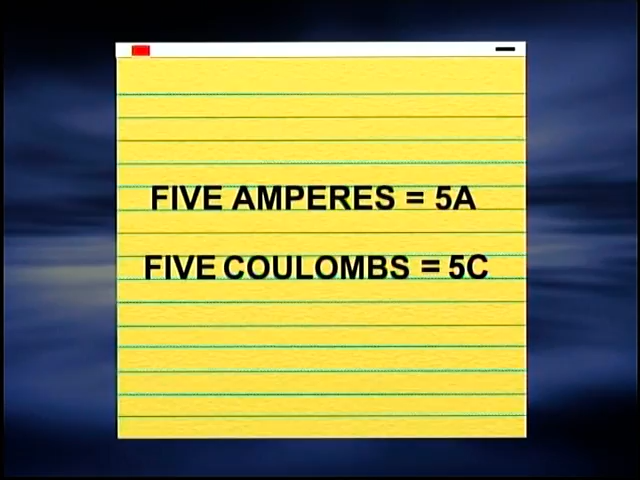 FIVE AMPERES = 5A
FIVE COULOMBS = 5C